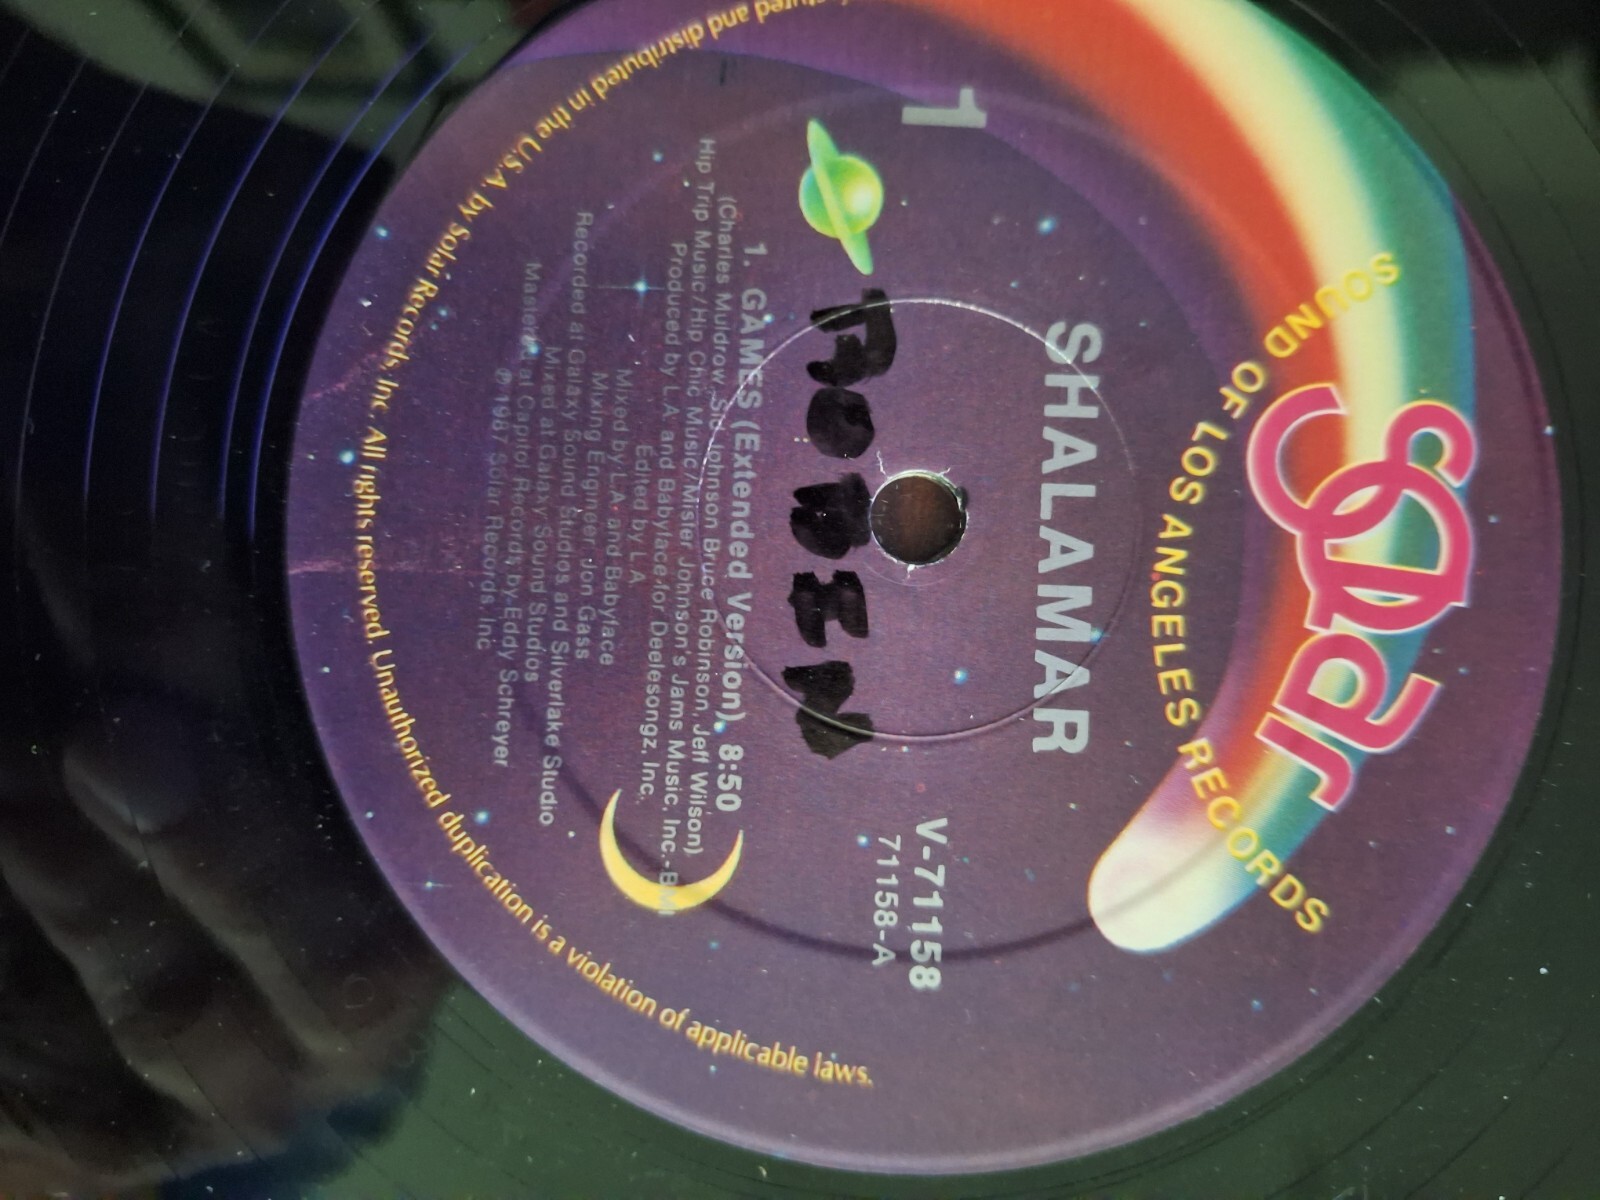 Solar
SOUND OF LOS ANGELES RECORDS
SHALAMAR
1
V-71158
71158-A
ROBEN
1. GAMES (Extended Version) 8:50
(Charles Muldrow, Sid Johnson, Bruce Robinson, Jeff Wilson)
Hip Trip Music/Hip Chic Music/Mister Johnson's Jams Music, Inc.-BMI
Produced by L.A. and Babyface for Deelesongz, Inc.
Edited by L.A.
Mixed by L.A. and Babyface
Mixing Engineer: Jon Gass
Recorded at Galaxy Sound Studios and Silverlake Studio
Mixed at Galaxy Sound Studios
Mastered at Capitol Records by Eddy Schreyer
℗ 1987 Solar Records, Inc.
and distributed in the U.S.A. by Solar Records, Inc. All rights reserved. Unauthorized duplication is a violation of applicable laws.